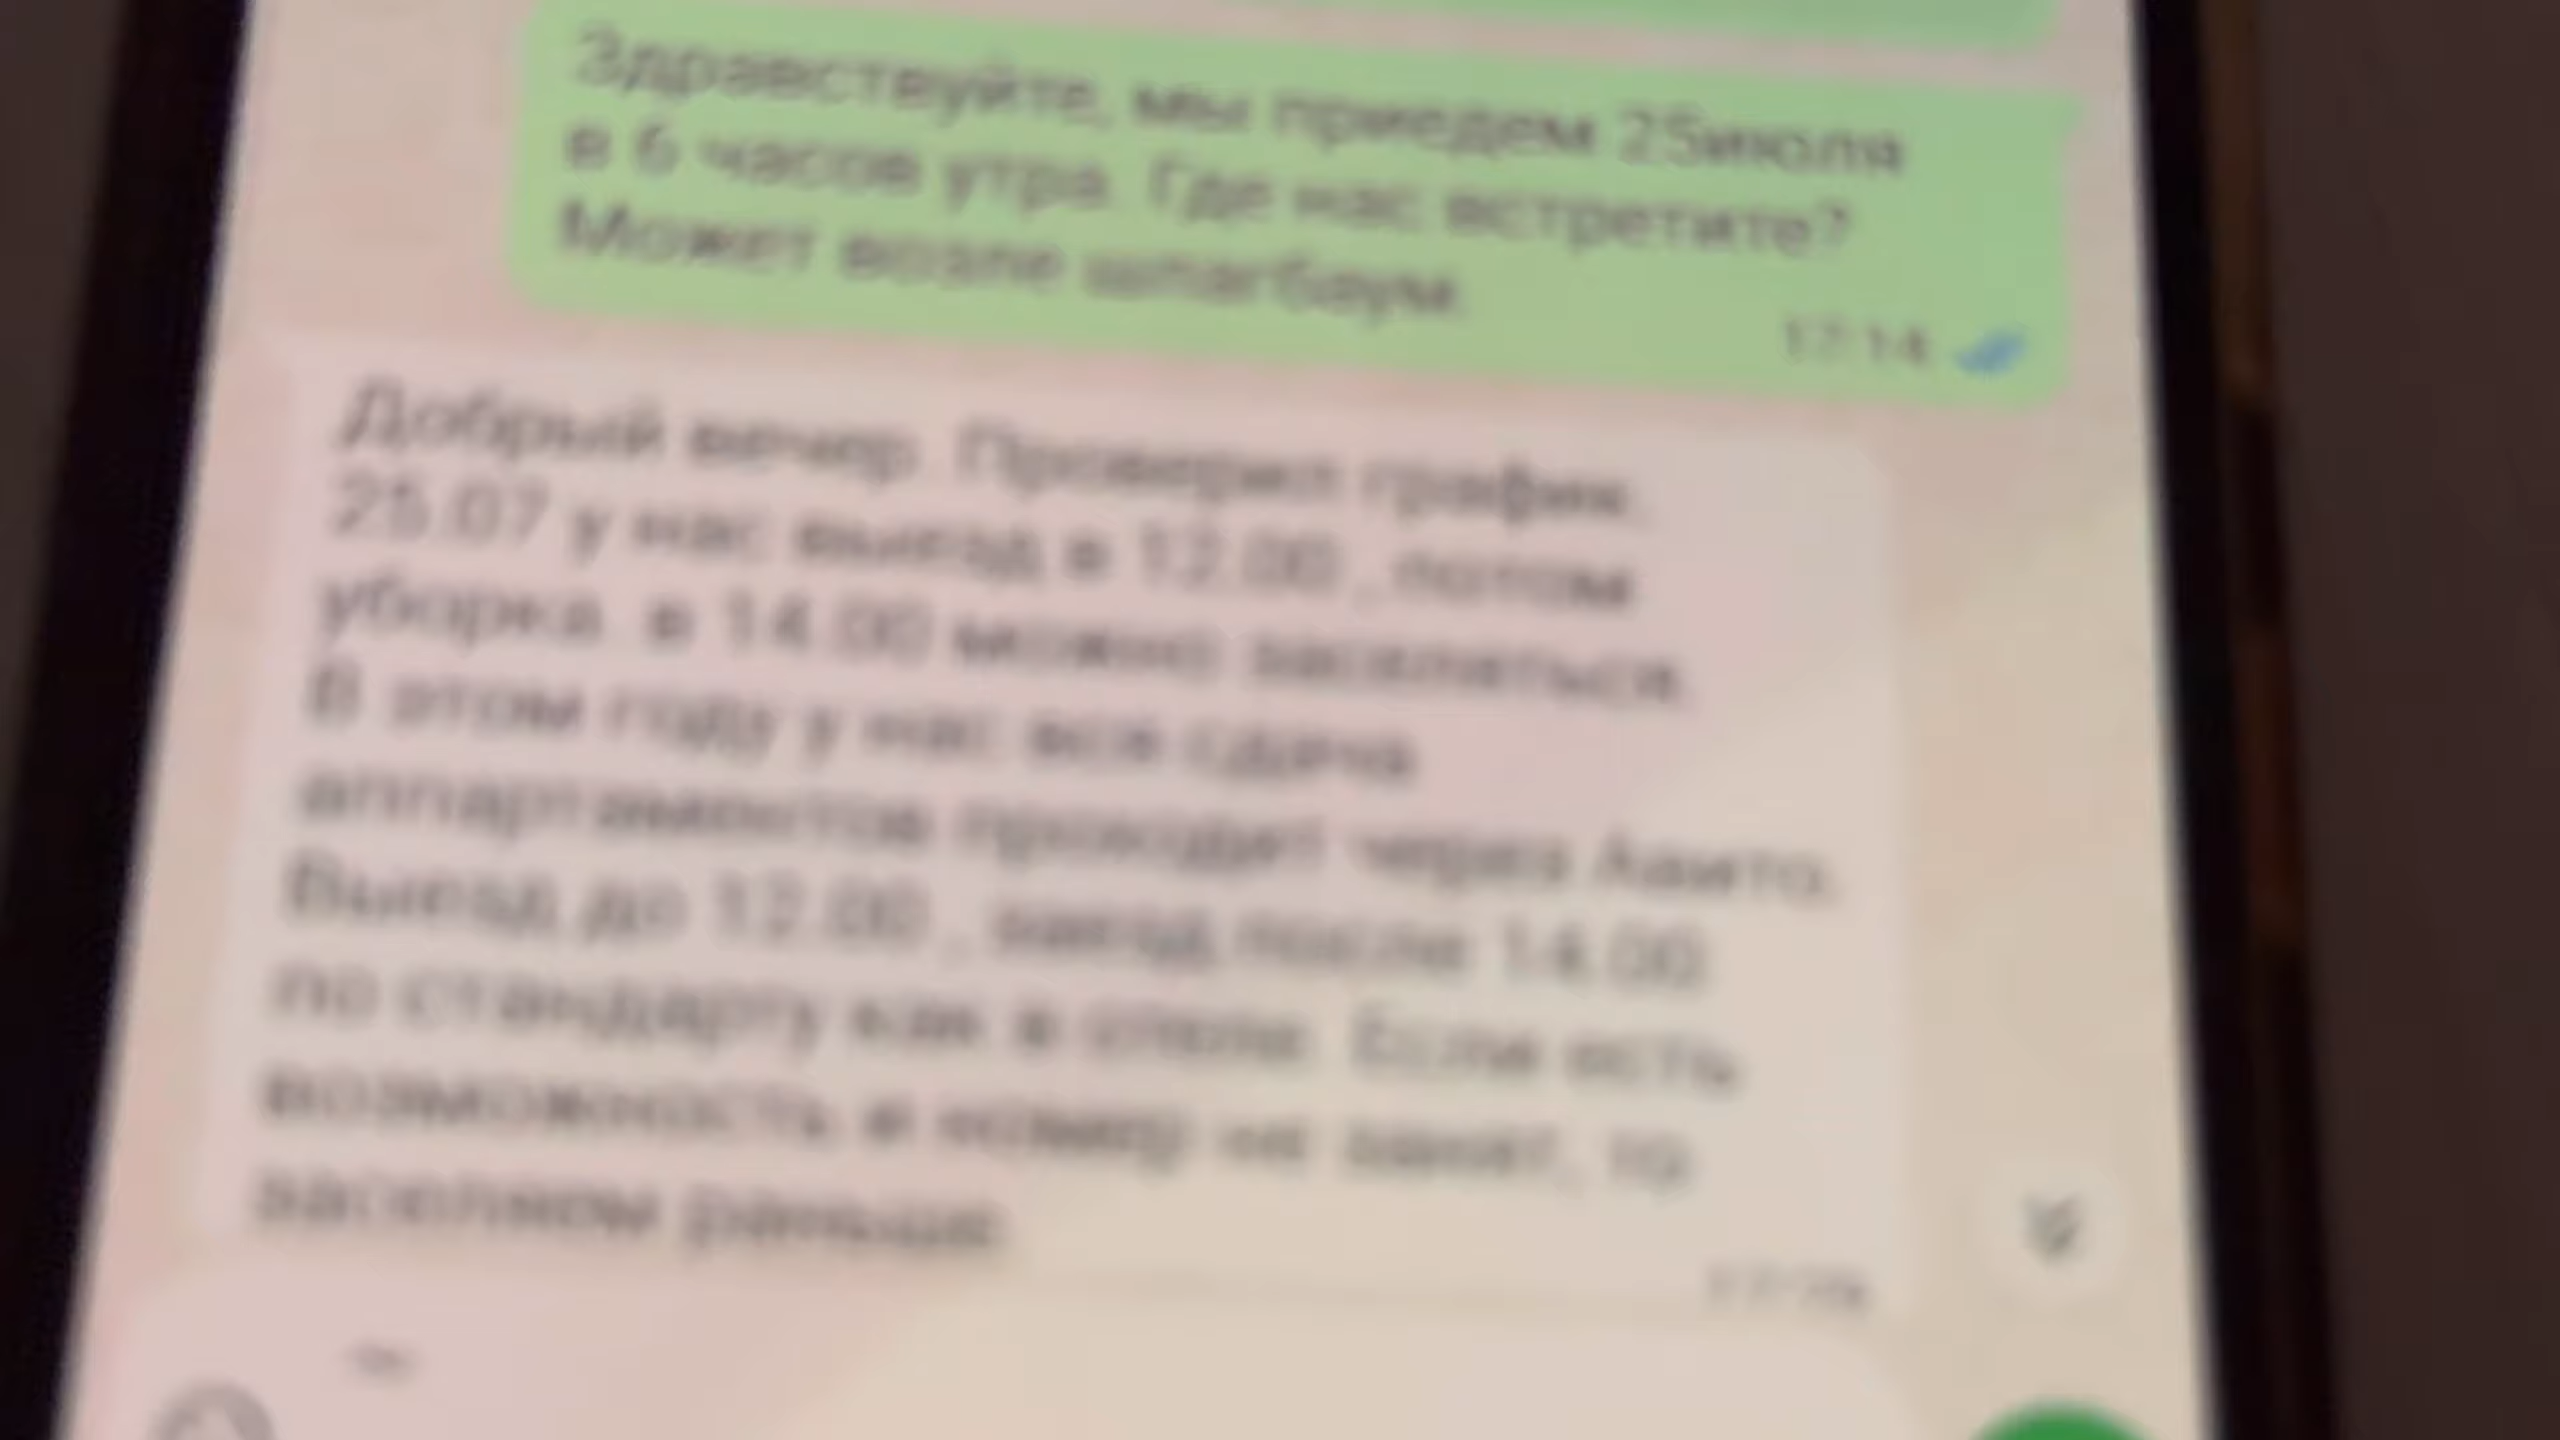 Здравствуйте, мы приедем 25июля
в 6 часов утра. Где нас встретите?
Может возле шлагбаум.
17:14
Добрый вечер. Проверил график.
25.07 у нас выезд в 12.00 , потом
уборка. в 14.00 можно заселяться.
В этом году у нас вся сдача
аппартаментов проходит через Авито.
Выезд до 12.00 , заезд после 14.00
по стандарту как в отеле. Если есть
возможность и номер не занят, то
заселяем раньше.